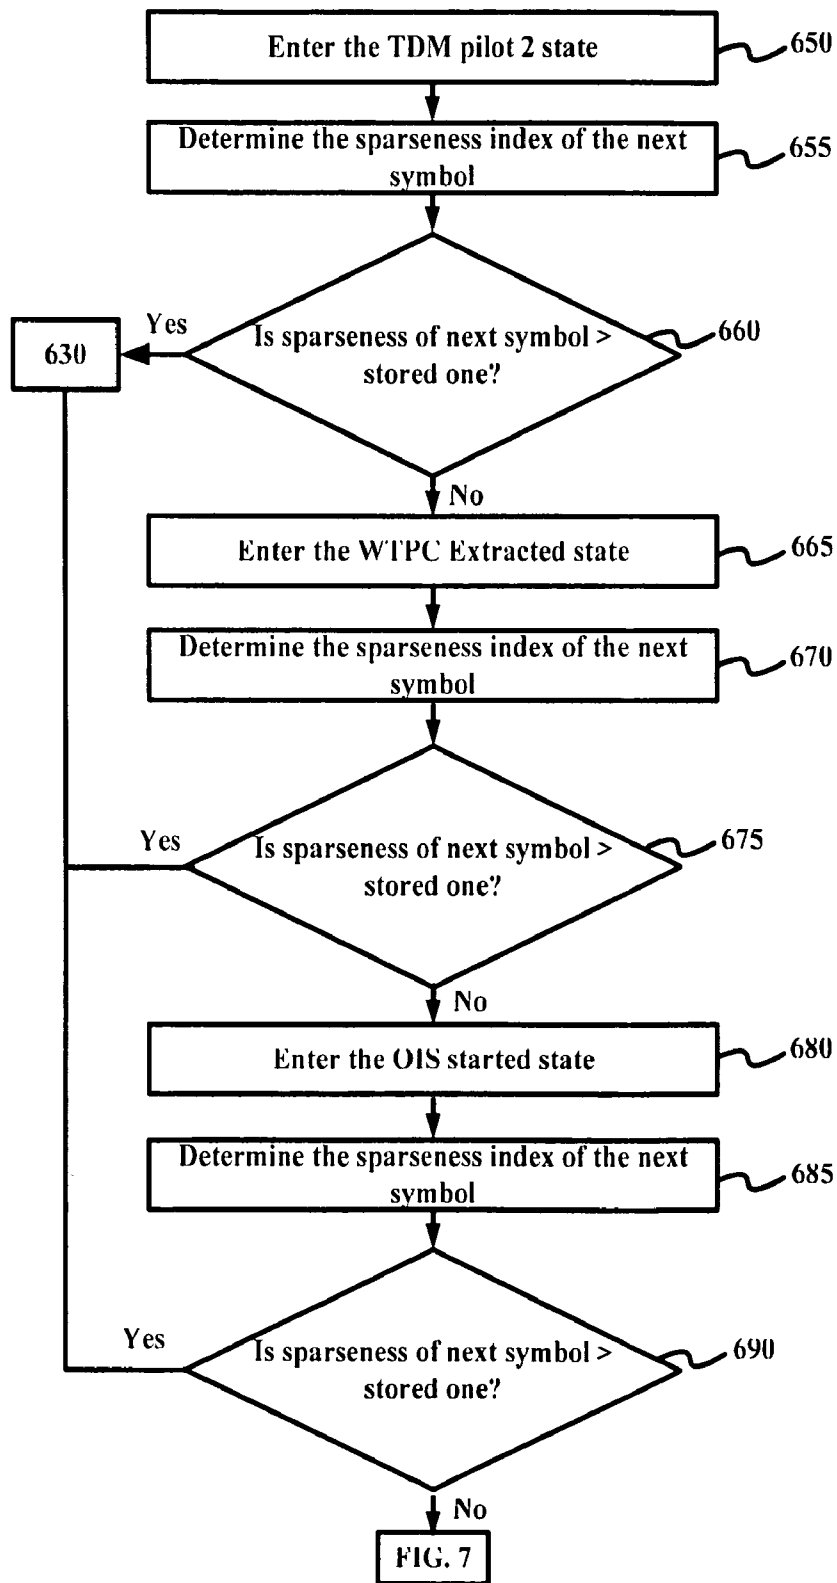 Enter the TDM pilot 2 state
650
Determine the sparseness index of the next
symbol
655
Is sparseness of next symbol >
stored one?
660
Yes
630
No
Enter the WTPC Extracted state
665
Determine the sparseness index of the next
symbol
670
Is sparseness of next symbol >
stored one?
675
Yes
No
Enter the OIS started state
680
Determine the sparseness index of the next
symbol
685
Is sparseness of next symbol >
stored one?
690
Yes
No
FIG. 7